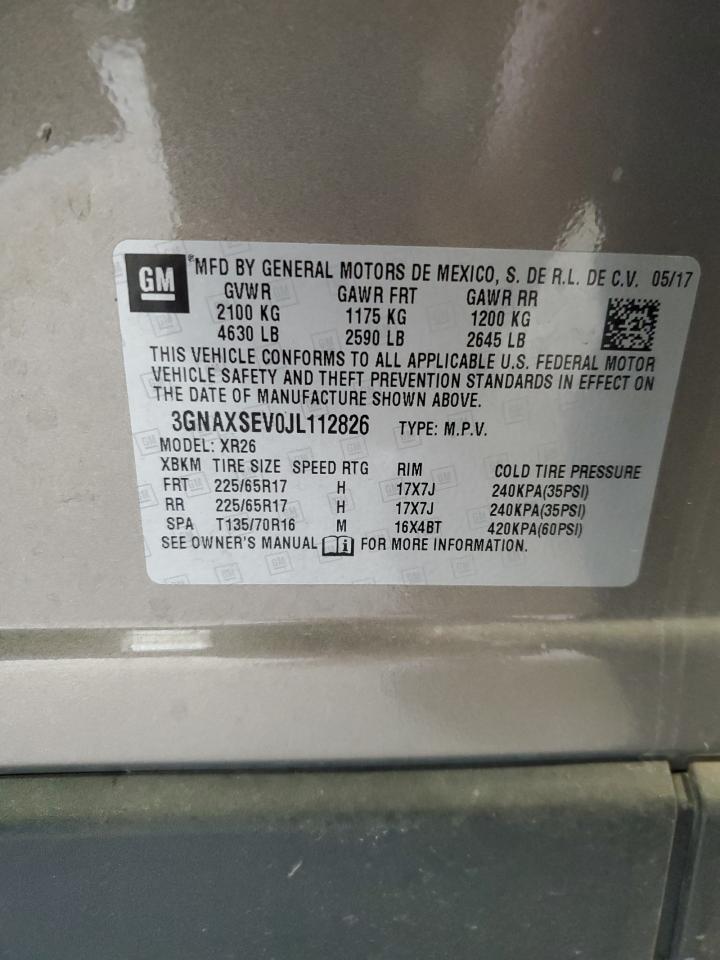 GM
®MFD BY GENERAL MOTORS DE MEXICO, S. DE R.L. DE C.V. 05/17
GVWR GAWR FRT GAWR RR
2100 KG 1175 KG 1200 KG
4630 LB 2590 LB 2645 LB
THIS VEHICLE CONFORMS TO ALL APPLICABLE U.S. FEDERAL MOTOR
VEHICLE SAFETY AND THEFT PREVENTION STANDARDS IN EFFECT ON
THE DATE OF MANUFACTURE SHOWN ABOVE.
3GNAXSEV0JL112826 TYPE: M.P.V.
MODEL: XR26
XBKM TIRE SIZE SPEED RTG RIM COLD TIRE PRESSURE
FRT 225/65R17 H 17X7J 240KPA(35PSI)
RR 225/65R17 H 17X7J 240KPA(35PSI)
SPA T135/70R16 M 16X4BT 420KPA(60PSI)
SEE OWNER'S MANUAL FOR MORE INFORMATION.